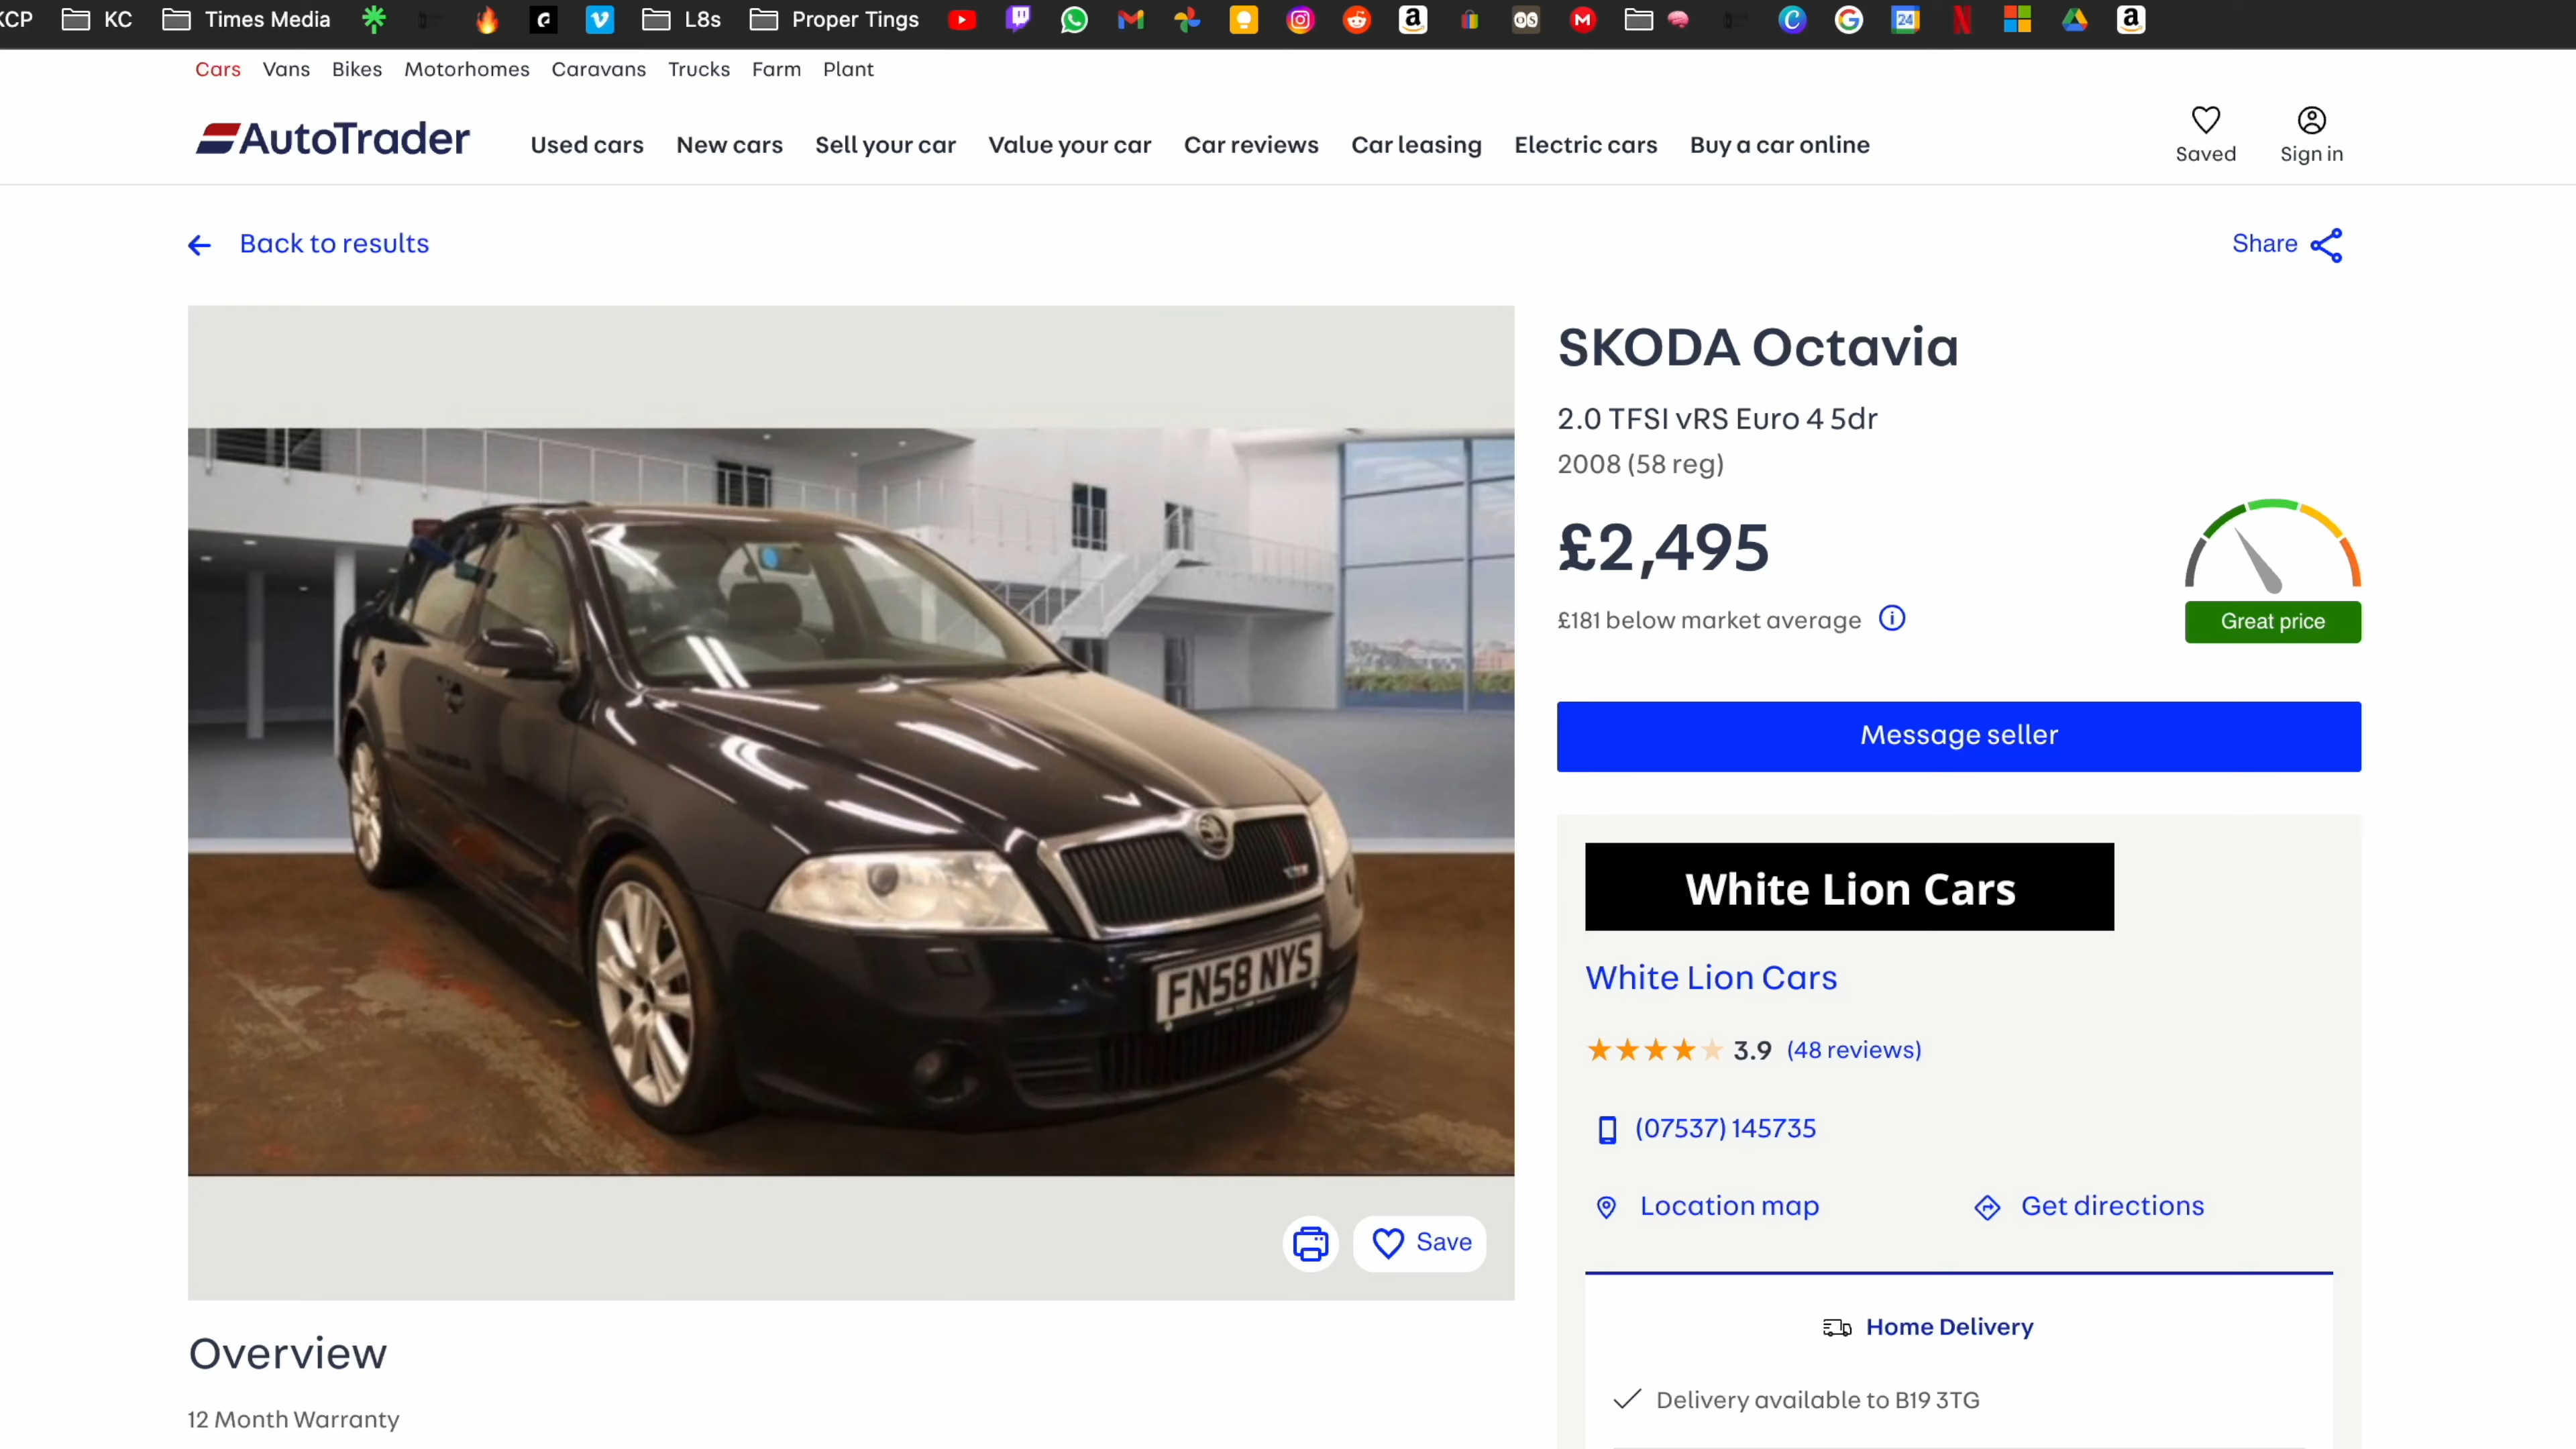 KCP KC Times Media L8s Proper Tings
Cars Vans Bikes Motorhomes Caravans Trucks Farm Plant
AutoTrader
Used cars New cars Sell your car Value your car Car reviews Car leasing Electric cars Buy a car online
Saved Sign in
Back to results
Share
SKODA Octavia
2.0 TFSI vRS Euro 4 5dr
2008 (58 reg)
£2,495
£181 below market average
Great price
Message seller
FN58 NYS
White Lion Cars
White Lion Cars
3.9 (48 reviews)
(07537) 145735
Location map
Get directions
Save
Home Delivery
Delivery available to B19 3TG
Overview
12 Month Warranty